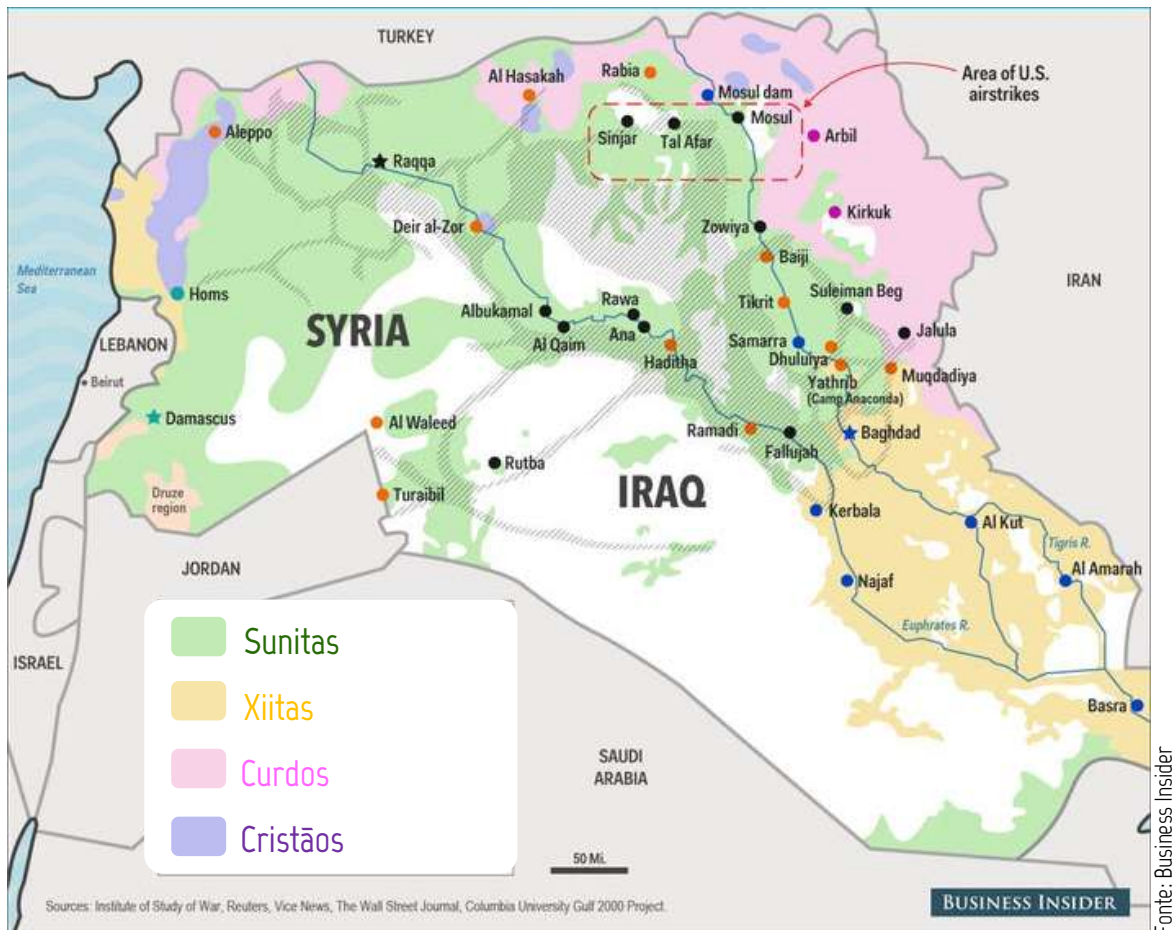 TURKEY
Area of U.S.
airstrikes
Al Hasakah
Rabia
Mosul dam
Mosul
Sinjar
Tal Afar
Arbil
Aleppo
Raqqa
Kirkuk
Deir al-Zor
Zowiya
Baiji
Mediterranean
Sea
Homs
Tikrit
Suleiman Beg
IRAN
SYRIA
Albukamal
Rawa
Al Qaim
Ana
Haditha
Samarra
Jalula
LEBANON
Dhuluiya
Yathrib
(Camp Anaconda)
Muqdadiya
Beirut
Damascus
Al Waleed
Ramadi
Fallujah
Baghdad
Rutba
IRAQ
Druze
region
Turaibil
Kerbala
Al Kut
Tigris R.
JORDAN
Najaf
Al Amarah
Euphrates R.
ISRAEL
Sunitas
Xiitas
Curdos
Cristãos
Basra
SAUDI
ARABIA
50 Mi.
Sources: Institute of Study of War, Reuters, Vice News, The Wall Street Journal, Columbia University Gulf 2000 Project.
BUSINESS INSIDER
Fonte: Business Insider